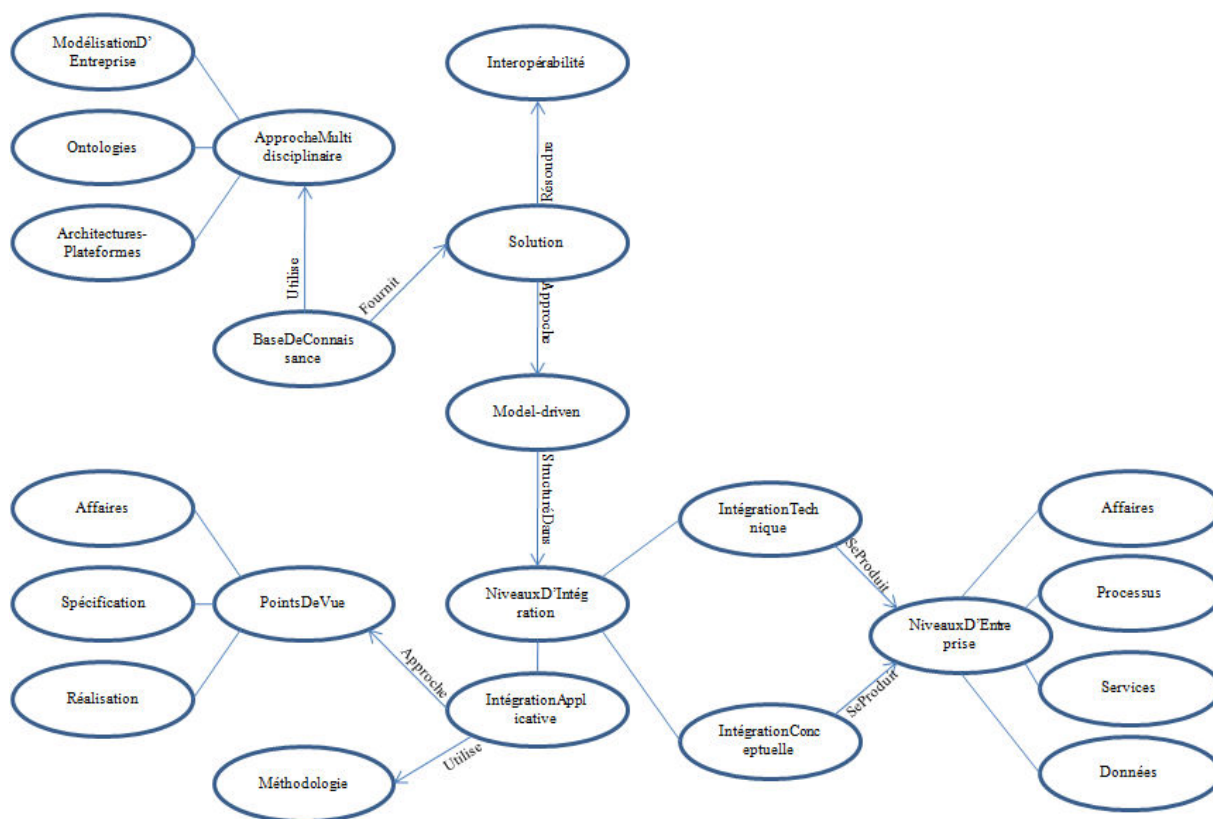 ModélisationD'
Entreprise
Interopérabilité
Ontologies
ApprocheMulti
disciplinaire
Résoudra
Architectures-
Plateformes
Solution
Utilise
Fournit
Approche
BaseDeConnais
sance
Model-driven
StructuréDans
Affaires
IntégrationTech
nique
Affaires
SeProduit
Spécification
PointsDeVue
NiveauxD'Intég
ration
Processus
NiveauxD'Entre
prise
Approche
SeProduit
Réalisation
IntégrationAppl
icative
Services
IntégrationConc
eptuelle
Utilise
Méthodologie
Données